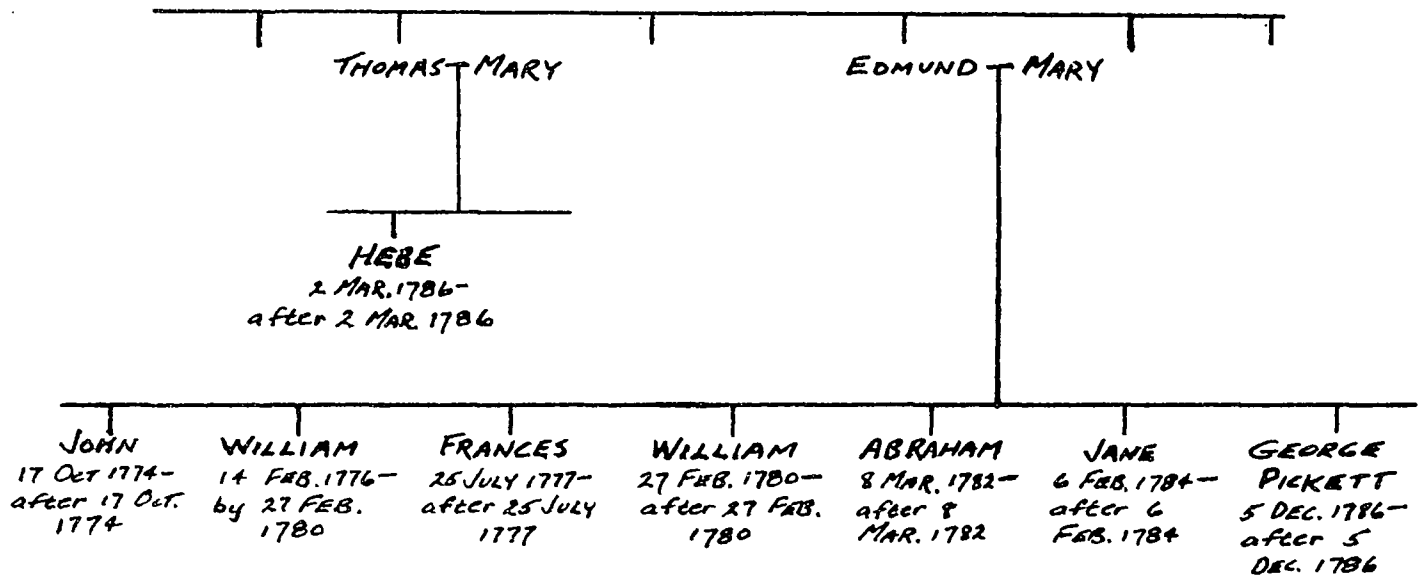 THOMAS - MARY
EDMUND - MARY
HEBE
2 MAR. 1786-
after 2 MAR. 1786
JOHN
17 OCT 1774-
after 17 OCT.
1774
WILLIAM
14 FEB. 1776-
by 27 FEB.
1780
FRANCES
25 JULY 1777-
after 25 JULY
1777
WILLIAM
27 FEB. 1780-
after 27 FEB.
1780
ABRAHAM
8 MAR. 1782-
after 8
MAR. 1782
JANE
6 FEB. 1784-
after 6
FEB. 1784
GEORGE
PICKETT
5 DEC. 1786-
after 5
DEC. 1786